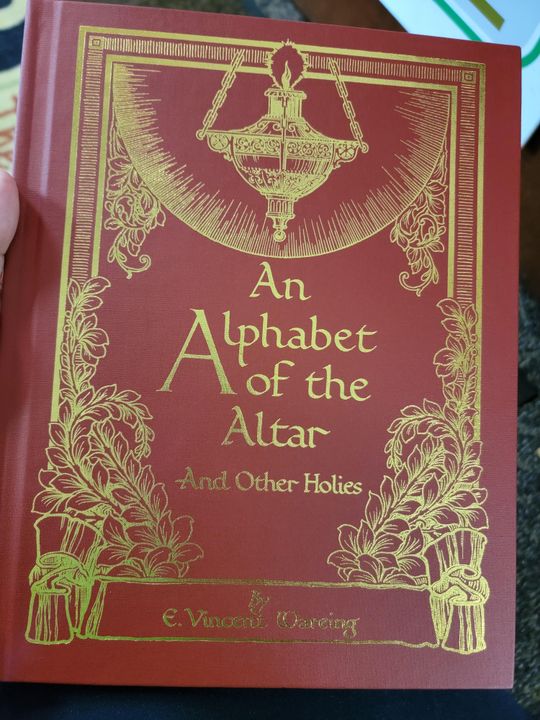 An
Alphabet
of the
Altar
And Other Holies
By
E. Vincent Wareing